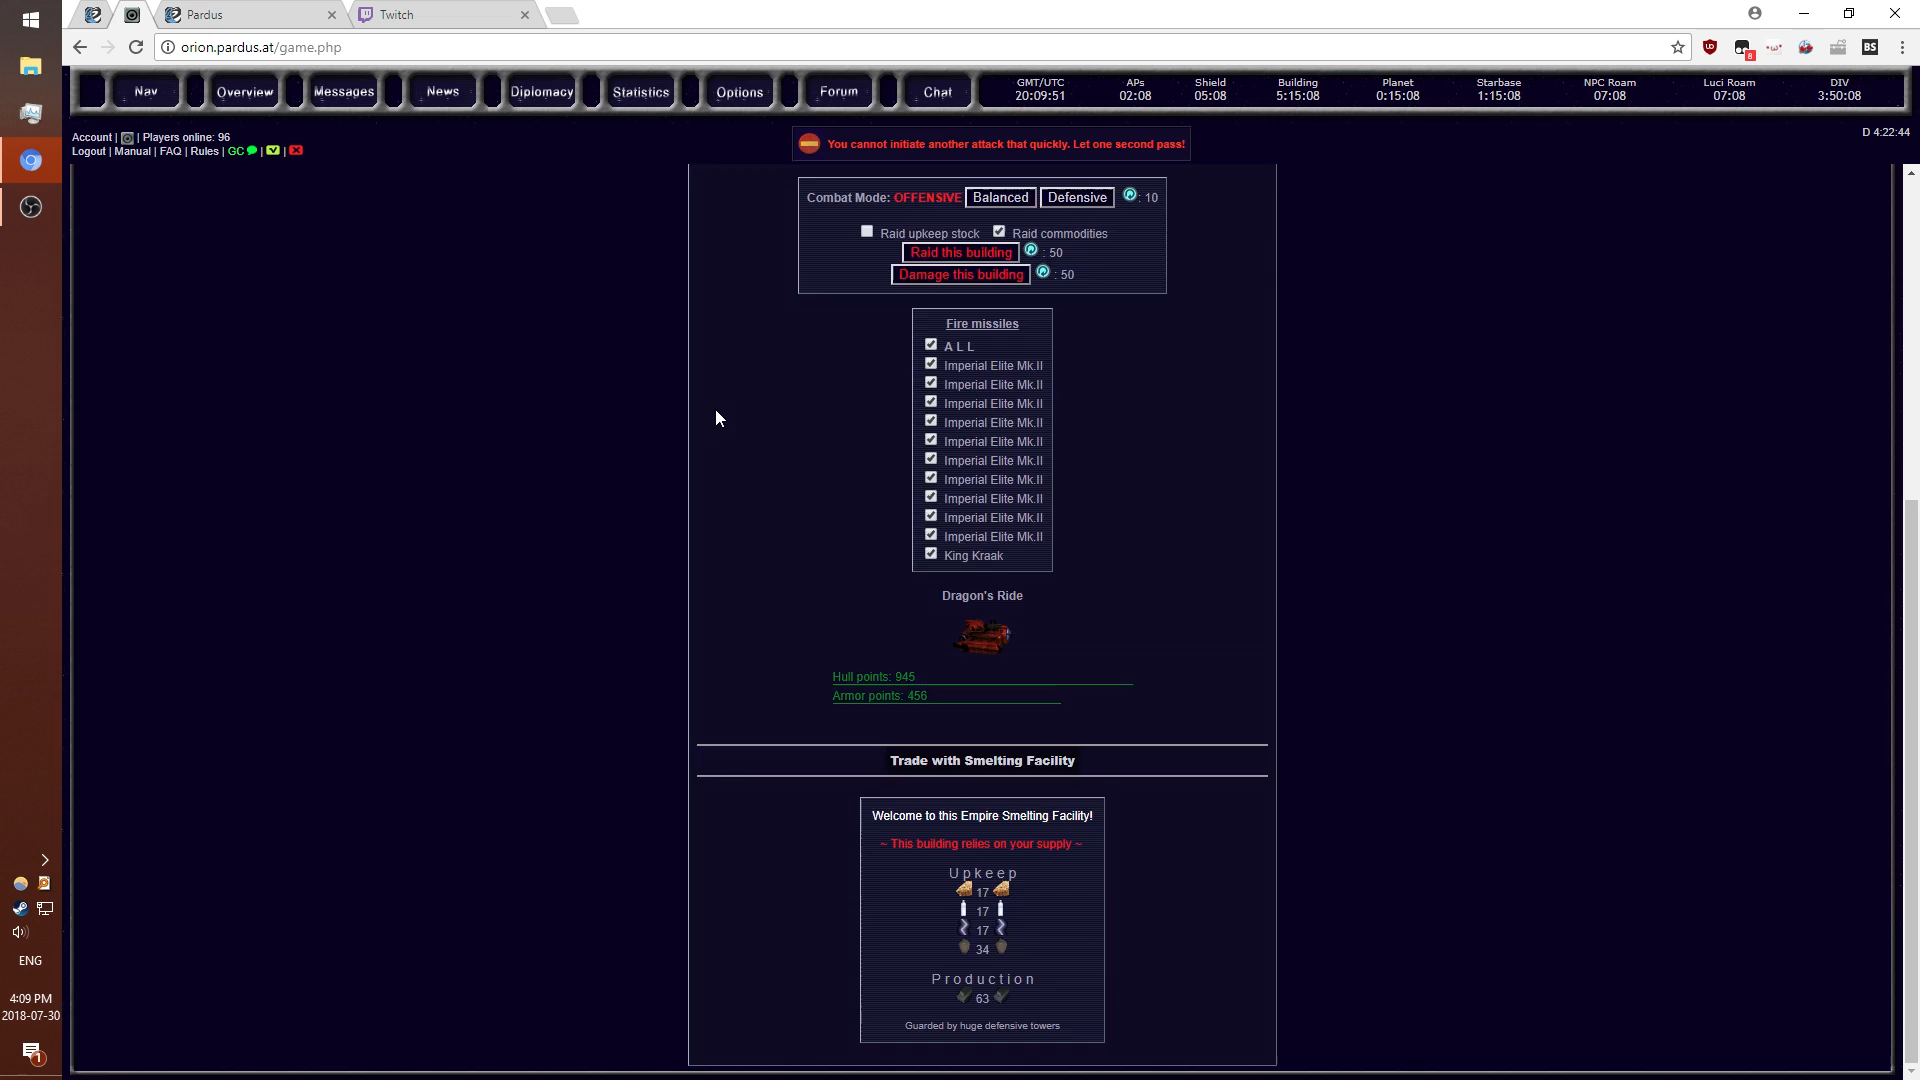 Pardus
Twitch
orion.pardus.at/game.php
UD
8
BS
Nav
Overview
Messages
News
Diplomacy
Statistics
Options
Forum
Chat
GMT/UTC
20:09:51
APs
02:08
Shield
05:08
Building
5:15:08
Planet
0:15:08
Starbase
1:15:08
NPC Roam
07:08
Luci Roam
07:08
DIV
3:50:08
Account | | Players online: 96
Logout | Manual | FAQ | Rules | GC | |
You cannot initiate another attack that quickly. Let one second pass!
D 4:22:44
Combat Mode: OFFENSIVE Balanced Defensive : 10
Raid upkeep stock Raid commodities
Raid this building : 50
Damage this building : 50
Fire missiles
A L L
Imperial Elite Mk.II
Imperial Elite Mk.II
Imperial Elite Mk.II
Imperial Elite Mk.II
Imperial Elite Mk.II
Imperial Elite Mk.II
Imperial Elite Mk.II
Imperial Elite Mk.II
Imperial Elite Mk.II
Imperial Elite Mk.II
King Kraak
Dragon's Ride
Hull points: 945
Armor points: 456
Trade with Smelting Facility
Welcome to this Empire Smelting Facility!
~ This building relies on your supply ~
Upkeep
17
17
17
34
Production
63
Guarded by huge defensive towers
ENG
4:09 PM
2018-07-30
1